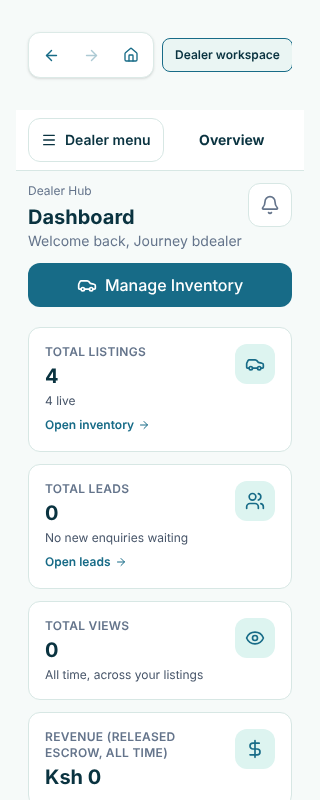 Dealer workspace
Dealer menu
Overview
Dealer Hub
Dashboard
Welcome back, Journey bdealer
Manage Inventory
TOTAL LISTINGS
4
4 live
Open inventory →
TOTAL LEADS
0
No new enquiries waiting
Open leads →
TOTAL VIEWS
0
All time, across your listings
REVENUE (RELEASED
ESCROW, ALL TIME)
Ksh 0